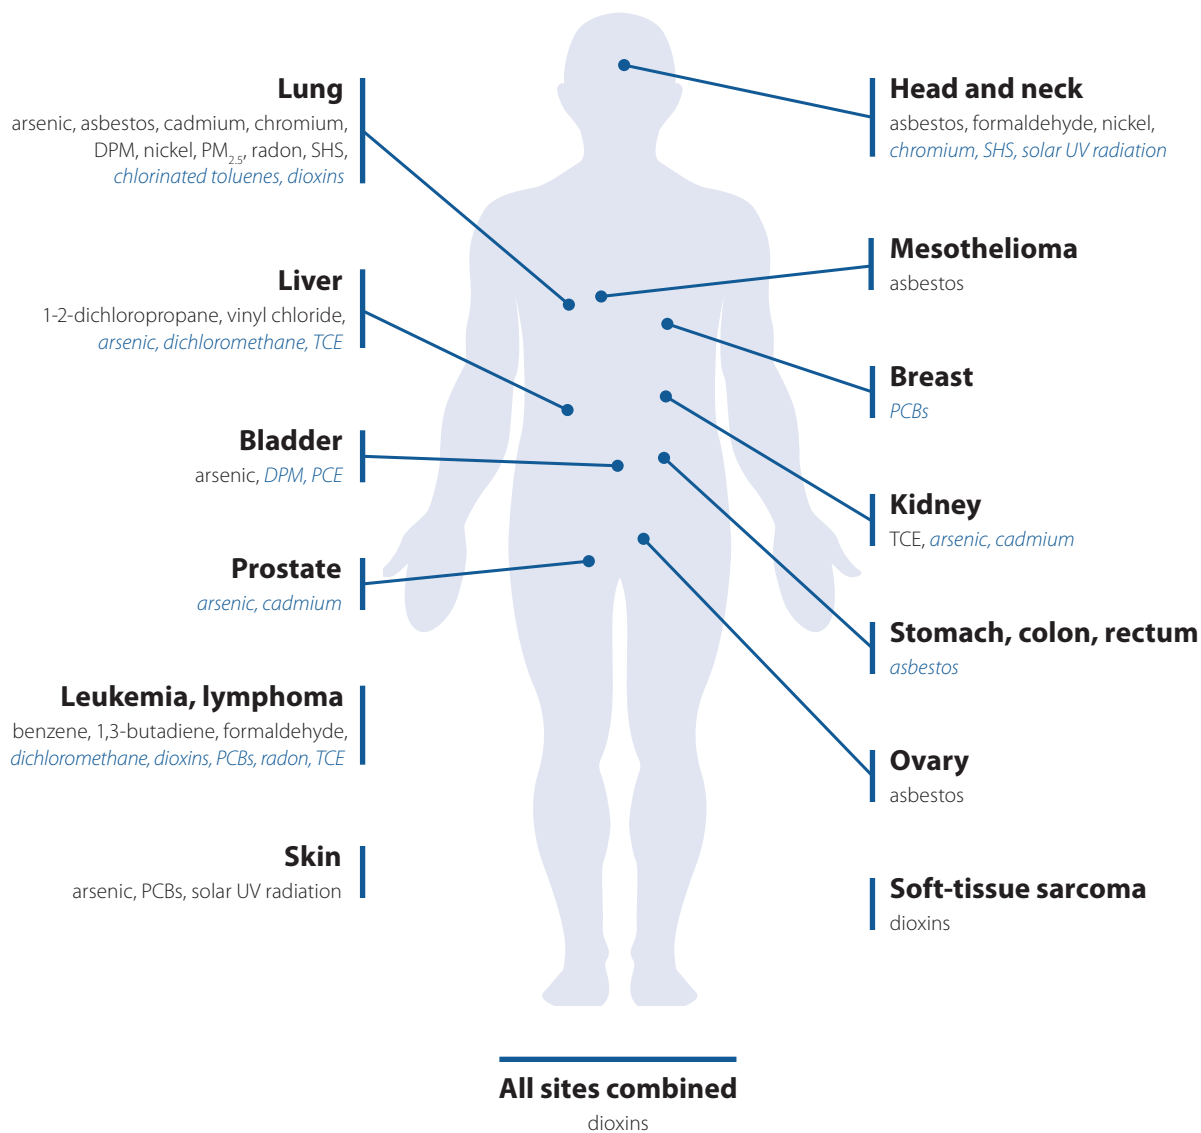 Lung
arsenic, asbestos, cadmium, chromium,
DPM, nickel, PM2.5, radon, SHS,
chlorinated toluenes, dioxins
Liver
1-2-dichloropropane, vinyl chloride,
arsenic, dichloromethane, TCE
Bladder
arsenic, DPM, PCE
Prostate
arsenic, cadmium
Leukemia, lymphoma
benzene, 1,3-butadiene, formaldehyde,
dichloromethane, dioxins, PCBs, radon, TCE
Skin
arsenic, PCBs, solar UV radiation
Head and neck
asbestos, formaldehyde, nickel,
chromium, SHS, solar UV radiation
Mesothelioma
asbestos
Breast
PCBs
Kidney
TCE, arsenic, cadmium
Stomach, colon, rectum
asbestos
Ovary
asbestos
Soft-tissue sarcoma
dioxins
All sites combined
dioxins